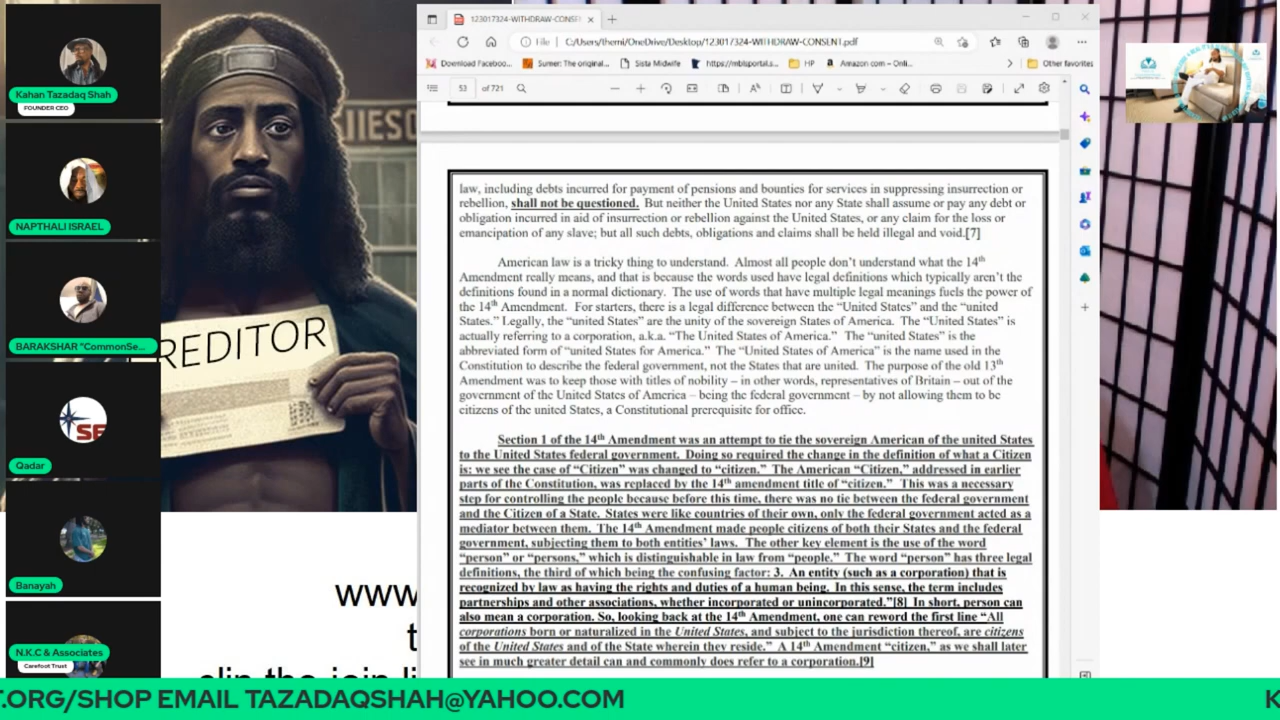 Kahan Tazadaq Shah
FOUNDER CEO
NAPTHALI ISRAEL
BARAKSHAR "CommonSe...
Qadar
SF
Banayah
N.K.C & Associates
Carefoot Trust
REDITOR
123017324-WITHDRAW-CONSE
File
C:/Users/themi/OneDrive/Desktop/123017324-WITHDRAW-CONSENT.pdf
Download Faceboo...
Sumer: The original...
Sista Midwife
https://mblsportal.s...
HP
Amazon.com – Onli...
Other favorites
53 of 721
law, including debts incurred for payment of pensions and bounties for services in suppressing insurrection or
rebellion, shall not be questioned. But neither the United States nor any State shall assume or pay any debt or
obligation incurred in aid of insurrection or rebellion against the United States, or any claim for the loss or
emancipation of any slave; but all such debts, obligations and claims shall be held illegal and void.[7]
American law is a tricky thing to understand. Almost all people don't understand what the 14th
Amendment really means, and that is because the words used have legal definitions which typically aren't the
definitions found in a normal dictionary. The use of words that have multiple legal meanings fuels the power of
the 14th Amendment. For starters, there is a legal difference between the "United States" and the "united
States." Legally, the "united States" are the unity of the sovereign States of America. The "United States" is
actually referring to a corporation, a.k.a. "The United States of America." The "united States" is the
abbreviated form of "united States for America." The "United States of America" is the name used in the
Constitution to describe the federal government, not the States that are united. The purpose of the old 13th
Amendment was to keep those with titles of nobility – in other words, representatives of Britain – out of the
government of the United States of America – being the federal government – by not allowing them to be
citizens of the united States, a Constitutional prerequisite for office.
Section 1 of the 14th Amendment was an attempt to tie the sovereign American of the united States
to the United States federal government. Doing so required the change in the definition of what a Citizen
is: we see the case of "Citizen" was changed to "citizen." The American "Citizen," addressed in earlier
parts of the Constitution, was replaced by the 14th amendment title of "citizen." This was a necessary
step for controlling the people because before this time, there was no tie between the federal government
and the Citizen of a State. States were like countries of their own, only the federal government acted as a
mediator between them. The 14th Amendment made people citizens of both their States and the federal
government, subjecting them to both entities' laws. The other key element is the use of the word
"person" or "persons," which is distinguishable in law from "people." The word "person" has three legal
definitions, the third of which being the confusing factor: 3. An entity (such as a corporation) that is
recognized by law as having the rights and duties of a human being. In this sense, the term includes
partnerships and other associations, whether incorporated or unincorporated."[8] In short, person can
also mean a corporation. So, looking back at the 14th Amendment, one can reword the first line "All
corporations born or naturalized in the United States, and subject to the jurisdiction thereof, are citizens
of the United States and of the State wherein they reside." A 14th Amendment "citizen," as we shall later
see in much greater detail can and commonly does refer to a corporation.[9]
www
T.ORG/SHOP EMAIL TAZADAQSHAH@YAHOO.COM
K